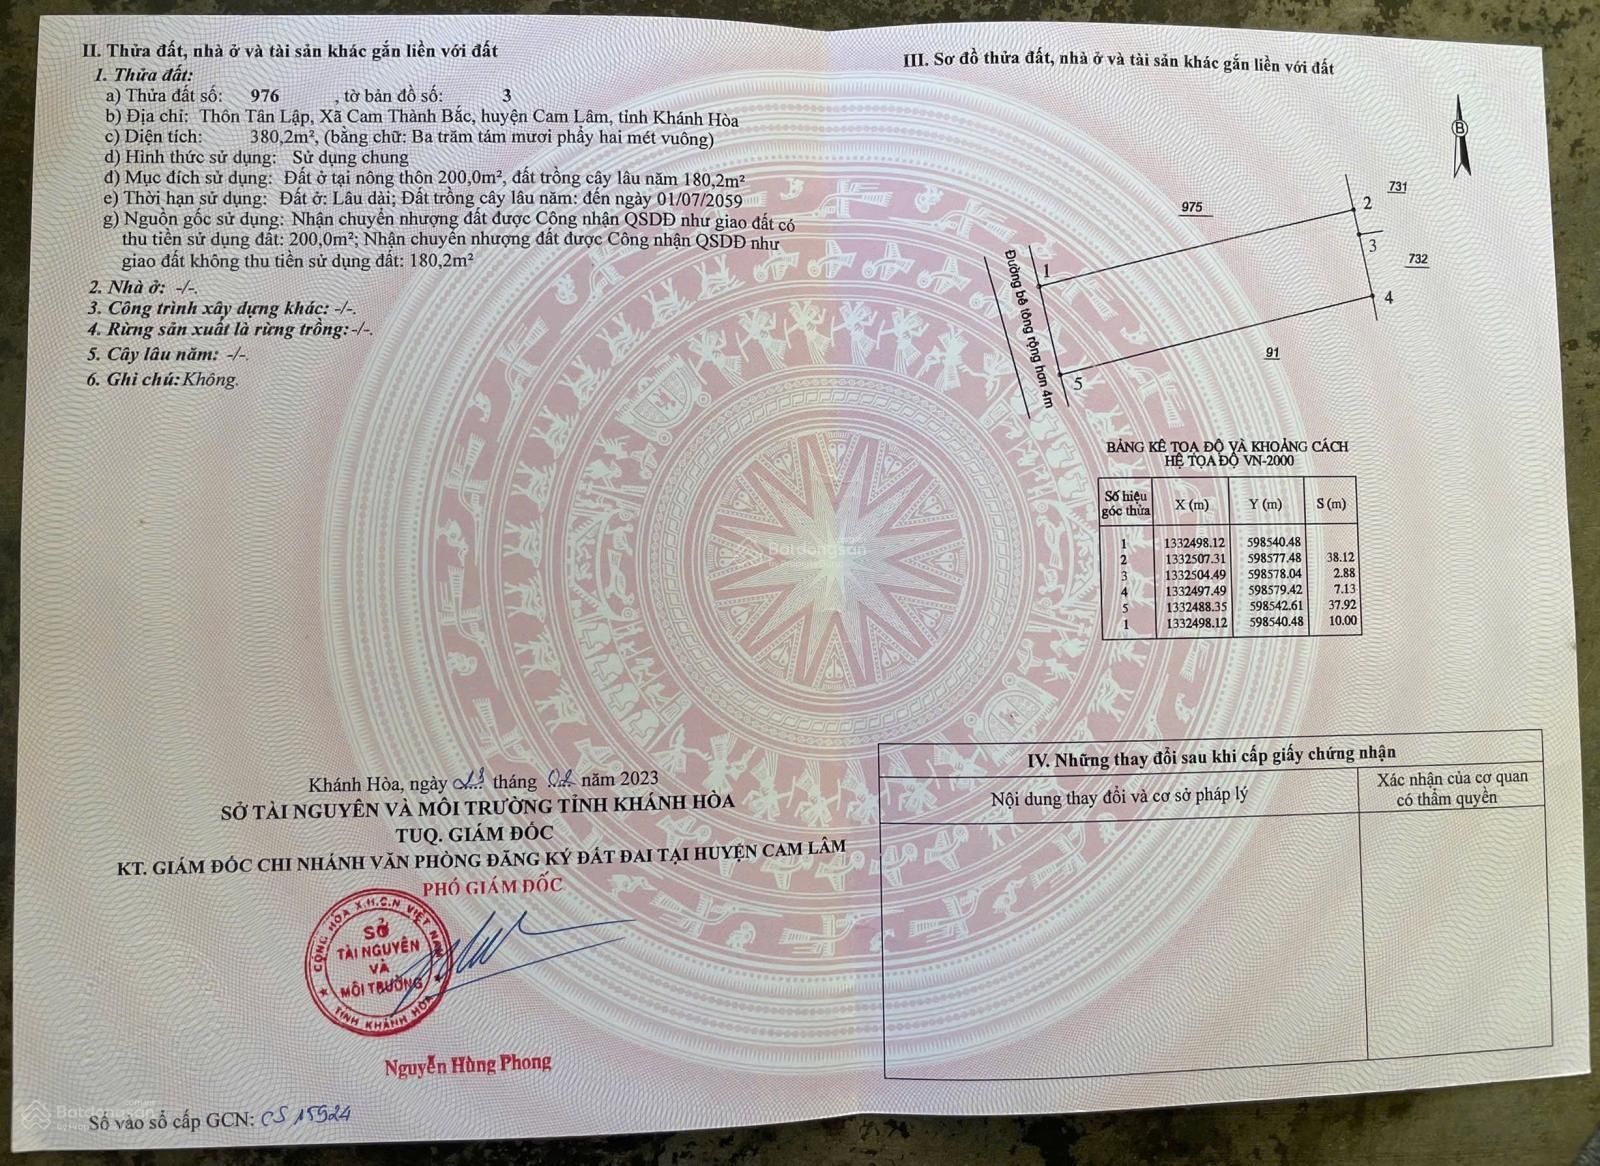 II. Thửa đất, nhà ở và tài sản khác gắn liền với đất
1. Thửa đất:
a) Thửa đất số: 976 , tờ bản đồ số: 3
b) Địa chỉ: Thôn Tân Lập, Xã Cam Thành Bắc, huyện Cam Lâm, tỉnh Khánh Hòa
c) Diện tích: 380,2m², (bằng chữ: Ba trăm tám mươi phẩy hai mét vuông)
d) Hình thức sử dụng: Sử dụng chung
đ) Mục đích sử dụng: Đất ở tại nông thôn 200,0m², đất trồng cây lâu năm 180,2m²
e) Thời hạn sử dụng: Đất ở: Lâu dài; Đất trồng cây lâu năm: đến ngày 01/07/2059
g) Nguồn gốc sử dụng: Nhận chuyển nhượng đất được Công nhận QSDĐ như giao đất có
thu tiền sử dụng đất: 200,0m²; Nhận chuyển nhượng đất được Công nhận QSDĐ như
giao đất không thu tiền sử dụng đất: 180,2m²
2. Nhà ở: -/-.
3. Công trình xây dựng khác: -/-.
4. Rừng sản xuất là rừng trồng:-/-.
5. Cây lâu năm: -/-.
6. Ghi chú: Không.
Khánh Hòa, ngày 23 tháng 02 năm 2023
SỞ TÀI NGUYÊN VÀ MÔI TRƯỜNG TỈNH KHÁNH HÒA
TUQ. GIÁM ĐỐC
KT. GIÁM ĐỐC CHI NHÁNH VĂN PHÒNG ĐĂNG KÝ ĐẤT ĐAI TẠI HUYỆN CAM LÂM
PHÓ GIÁM ĐỐC
CỘNG HÒA X.H.C.N VIỆT NAM
SỞ
TÀI NGUYÊN
VÀ
MÔI TRƯỜNG
TỈNH KHÁNH HÒA
Nguyễn Hùng Phong
Số vào sổ cấp GCN: CS 15924
III. Sơ đồ thửa đất, nhà ở và tài sản khác gắn liền với đất
B
731
975
2
3
732
1
4
Đường bê tông rộng hơn 4m
91
5
BẢNG KÊ TỌA ĐỘ VÀ KHOẢNG CÁCH
HỆ TỌA ĐỘ VN-2000
Số hiệu góc thửa X (m) Y (m) S (m)
1 1332498.12 598540.48
2 1332507.31 598577.48 38.12
3 1332504.49 598578.04 2.88
4 1332497.49 598579.42 7.13
5 1332488.35 598542.61 37.92
1 1332498.12 598540.48 10.00
IV. Những thay đổi sau khi cấp giấy chứng nhận
Nội dung thay đổi và cơ sở pháp lý
Xác nhận của cơ quan
có thẩm quyền
Batdongsan
Batdongsan